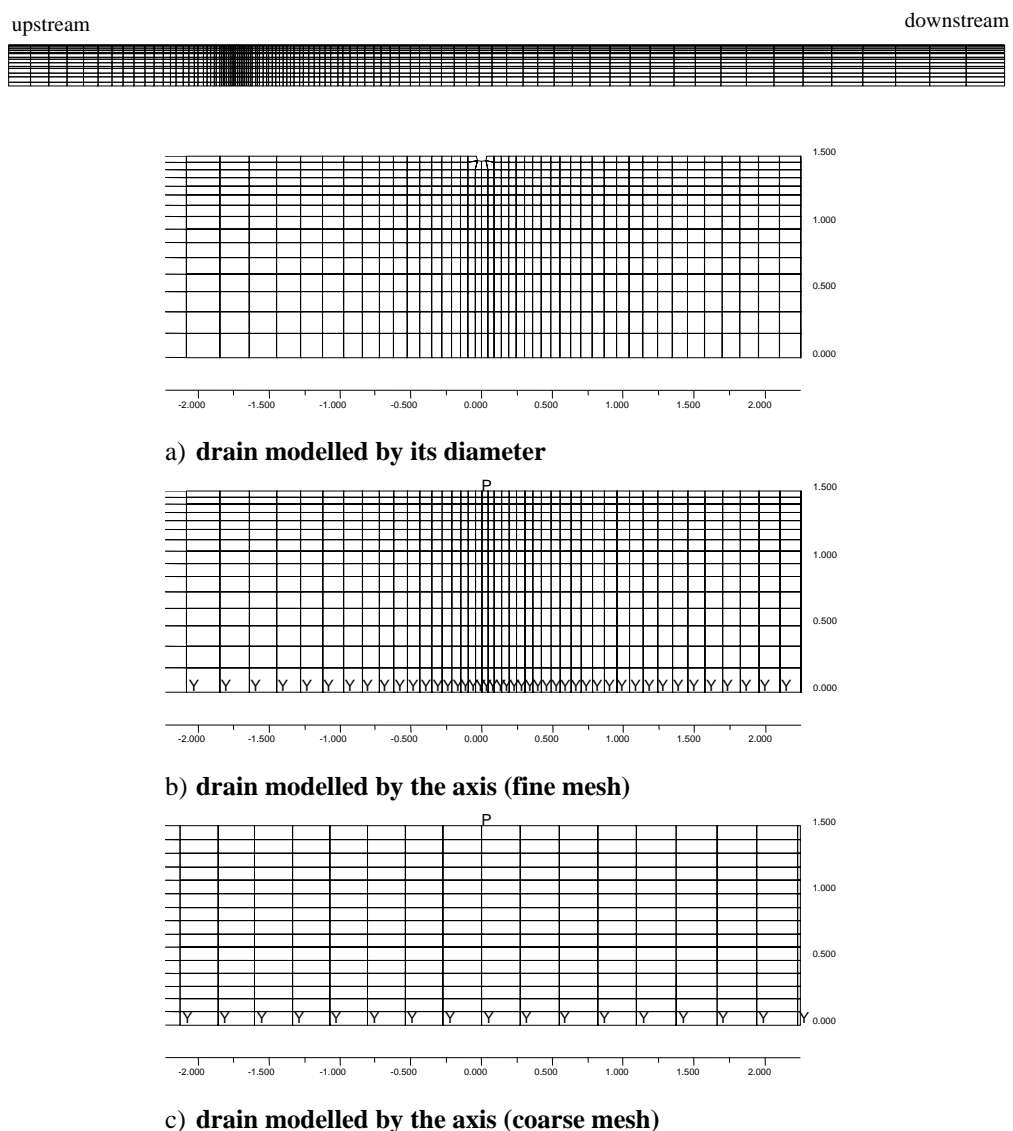 upstream downstream
1.500
1.000
0.500
0.000
-2.000 -1.500 -1.000 -0.500 0.000 0.500 1.000 1.500 2.000
a) drain modelled by its diameter
P
1.500
1.000
0.500
Y Y Y Y Y Y Y Y Y Y Y Y Y Y Y Y Y Y Y Y Y Y Y Y Y Y Y Y Y Y Y Y Y Y Y Y Y Y 0.000
-2.000 -1.500 -1.000 -0.500 0.000 0.500 1.000 1.500 2.000
b) drain modelled by the axis (fine mesh)
P
1.500
1.000
0.500
Y Y Y Y Y Y Y Y Y Y Y Y Y Y Y Y Y 0.000
-2.000 -1.500 -1.000 -0.500 0.000 0.500 1.000 1.500 2.000
c) drain modelled by the axis (coarse mesh)